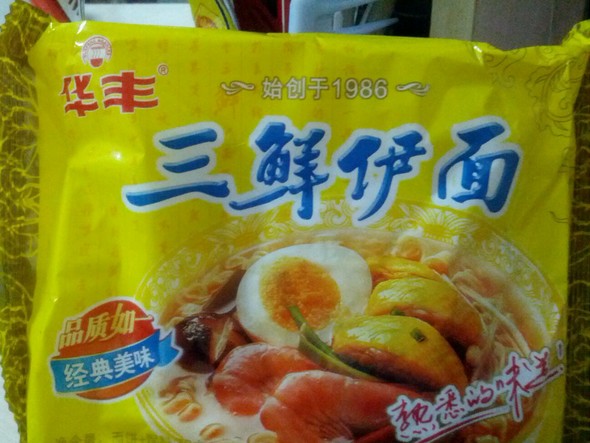 华丰®
始创于1986
三鲜伊面
品质如一
经典美味
熟悉的味道!